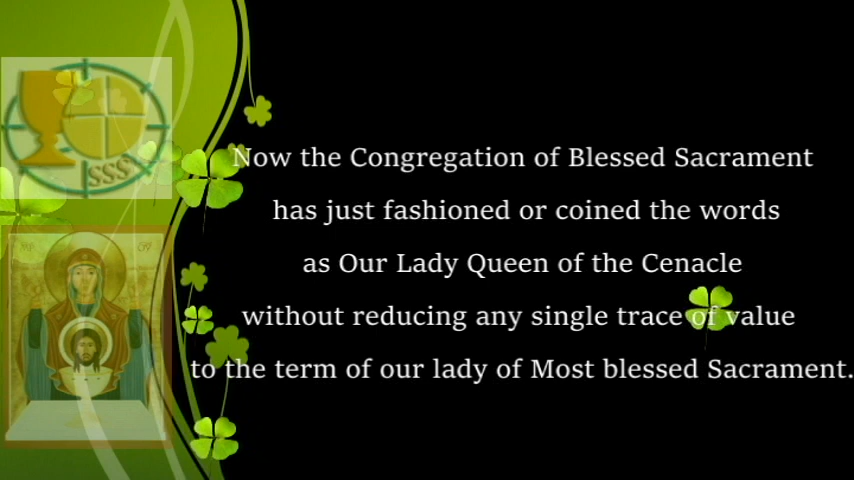 SSS
Now the Congregation of Blessed Sacrament
has just fashioned or coined the words
as Our Lady Queen of the Cenacle
without reducing any single trace of value
to the term of our lady of Most blessed Sacrament.